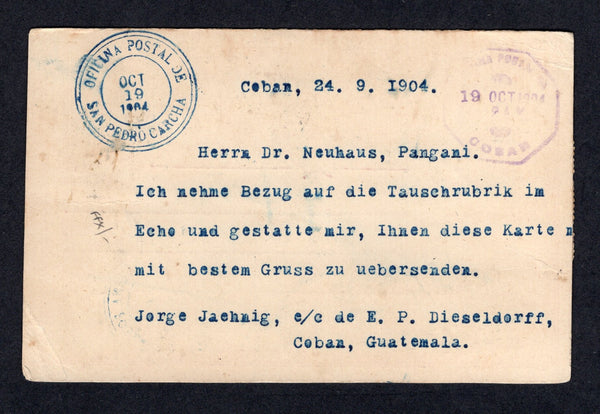 OFICINA POSTAL DE
OCT
19
1904
SAN PEDRO CARCHA
Coban, 24. 9. 1904.
19 OCT 1904
COBAN
Herrn Dr. Neuhaus, Pangani.
Ich nehme Bezug auf die Tauschrubrik im
Echo und gestatte mir, Ihnen diese Karte
mit bestem Gruss zu uebersenden.
Jorge Jaehnig, e/c de E. P. Dieseldorff,
Coban, Guatemala.